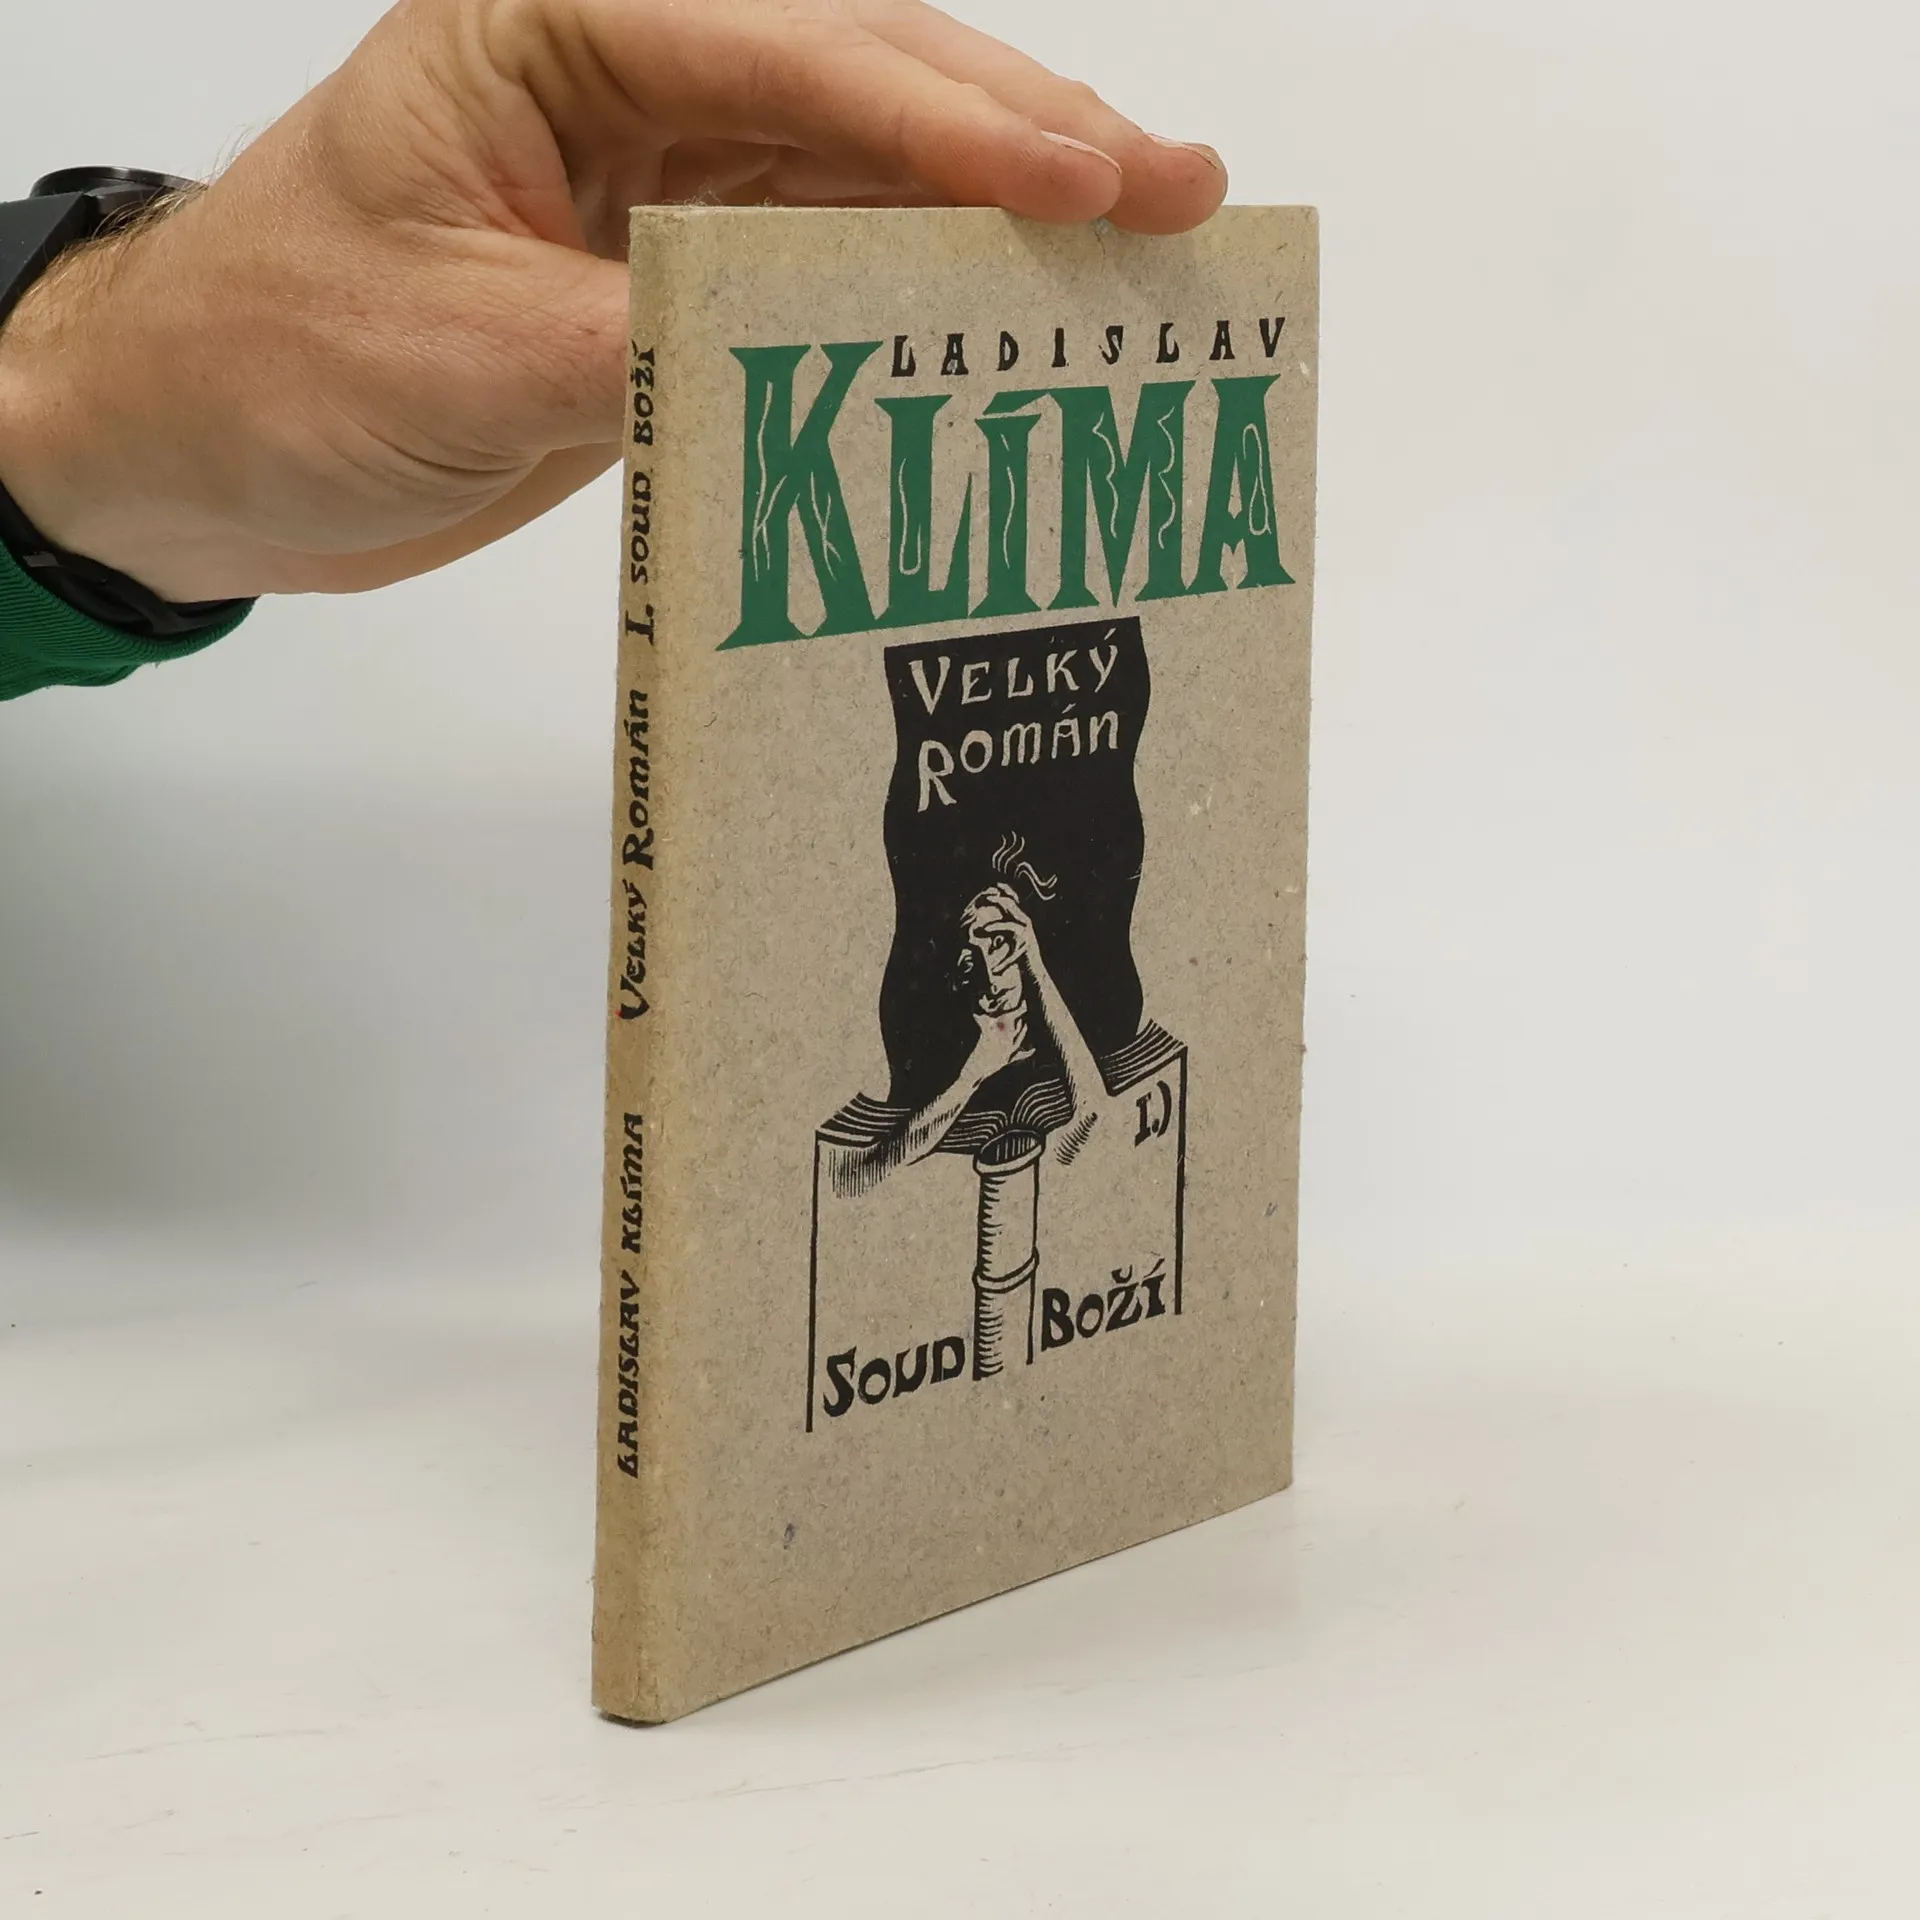 LADISLAV
KLÍMA
VELKÝ
ROMÁN
I.)
SOUD BOŽÍ
LADISLAV KLÍMA VELKÝ ROMÁN I. SOUD BOŽÍ